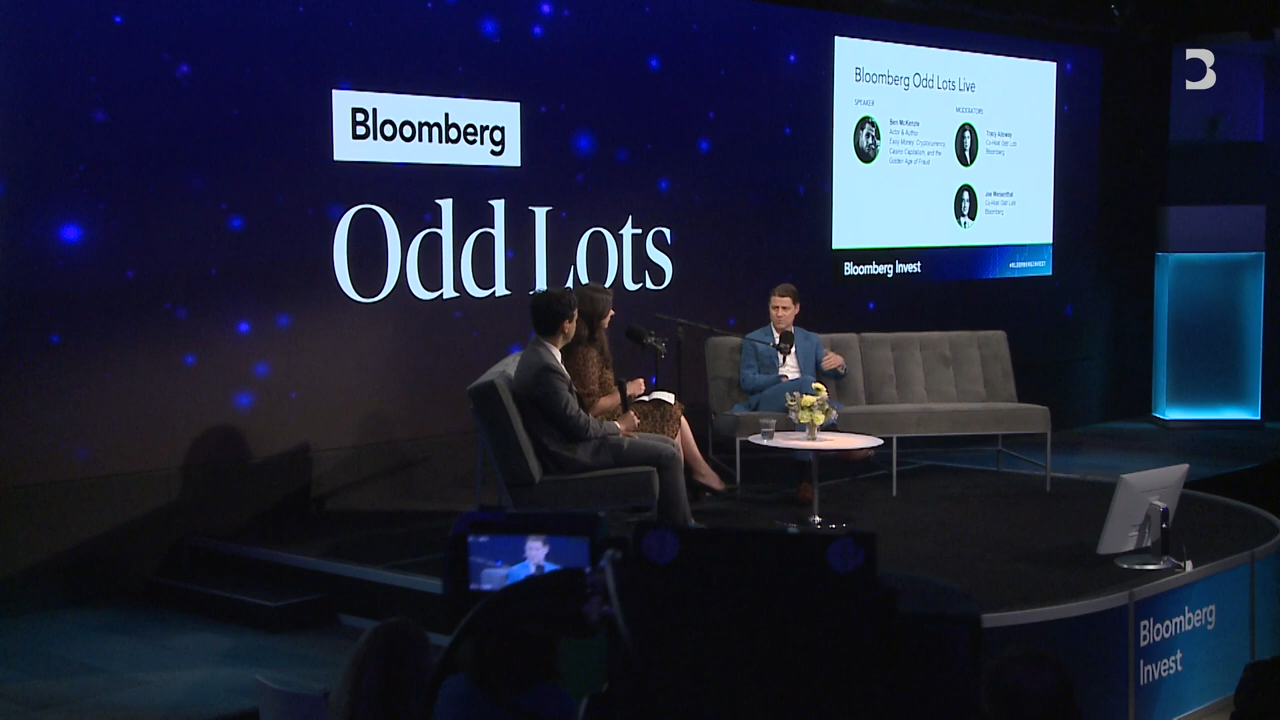 Bloomberg
Odd Lots
Bloomberg Odd Lots Live
SPEAKER
Ben McKenzie
Actor & Author
Easy Money: Cryptocurrency,
Casino Capitalism, and the
Golden Age of Fraud
MODERATORS
Tracy Alloway
Co-Host Odd Lots
Bloomberg
Joe Weisenthal
Co-Host Odd Lots
Bloomberg
Bloomberg Invest
#BLOOMBERGINVEST
3
Bloomberg
Invest